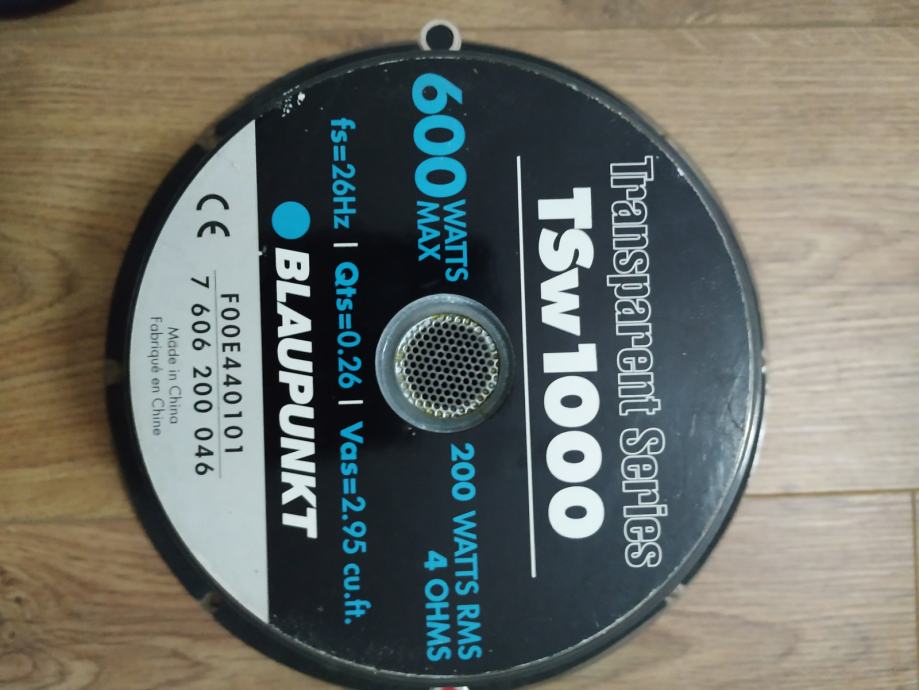 Transparent Series
TSw1000
600 WATTS MAX
200 WATTS RMS
4 OHMS
fs=26Hz | Qts=0.26 | Vas=2.95 cu.ft.
BLAUPUNKT
CE
F00E440101
7 606 200 046
Made in China
Fabriqué en Chine